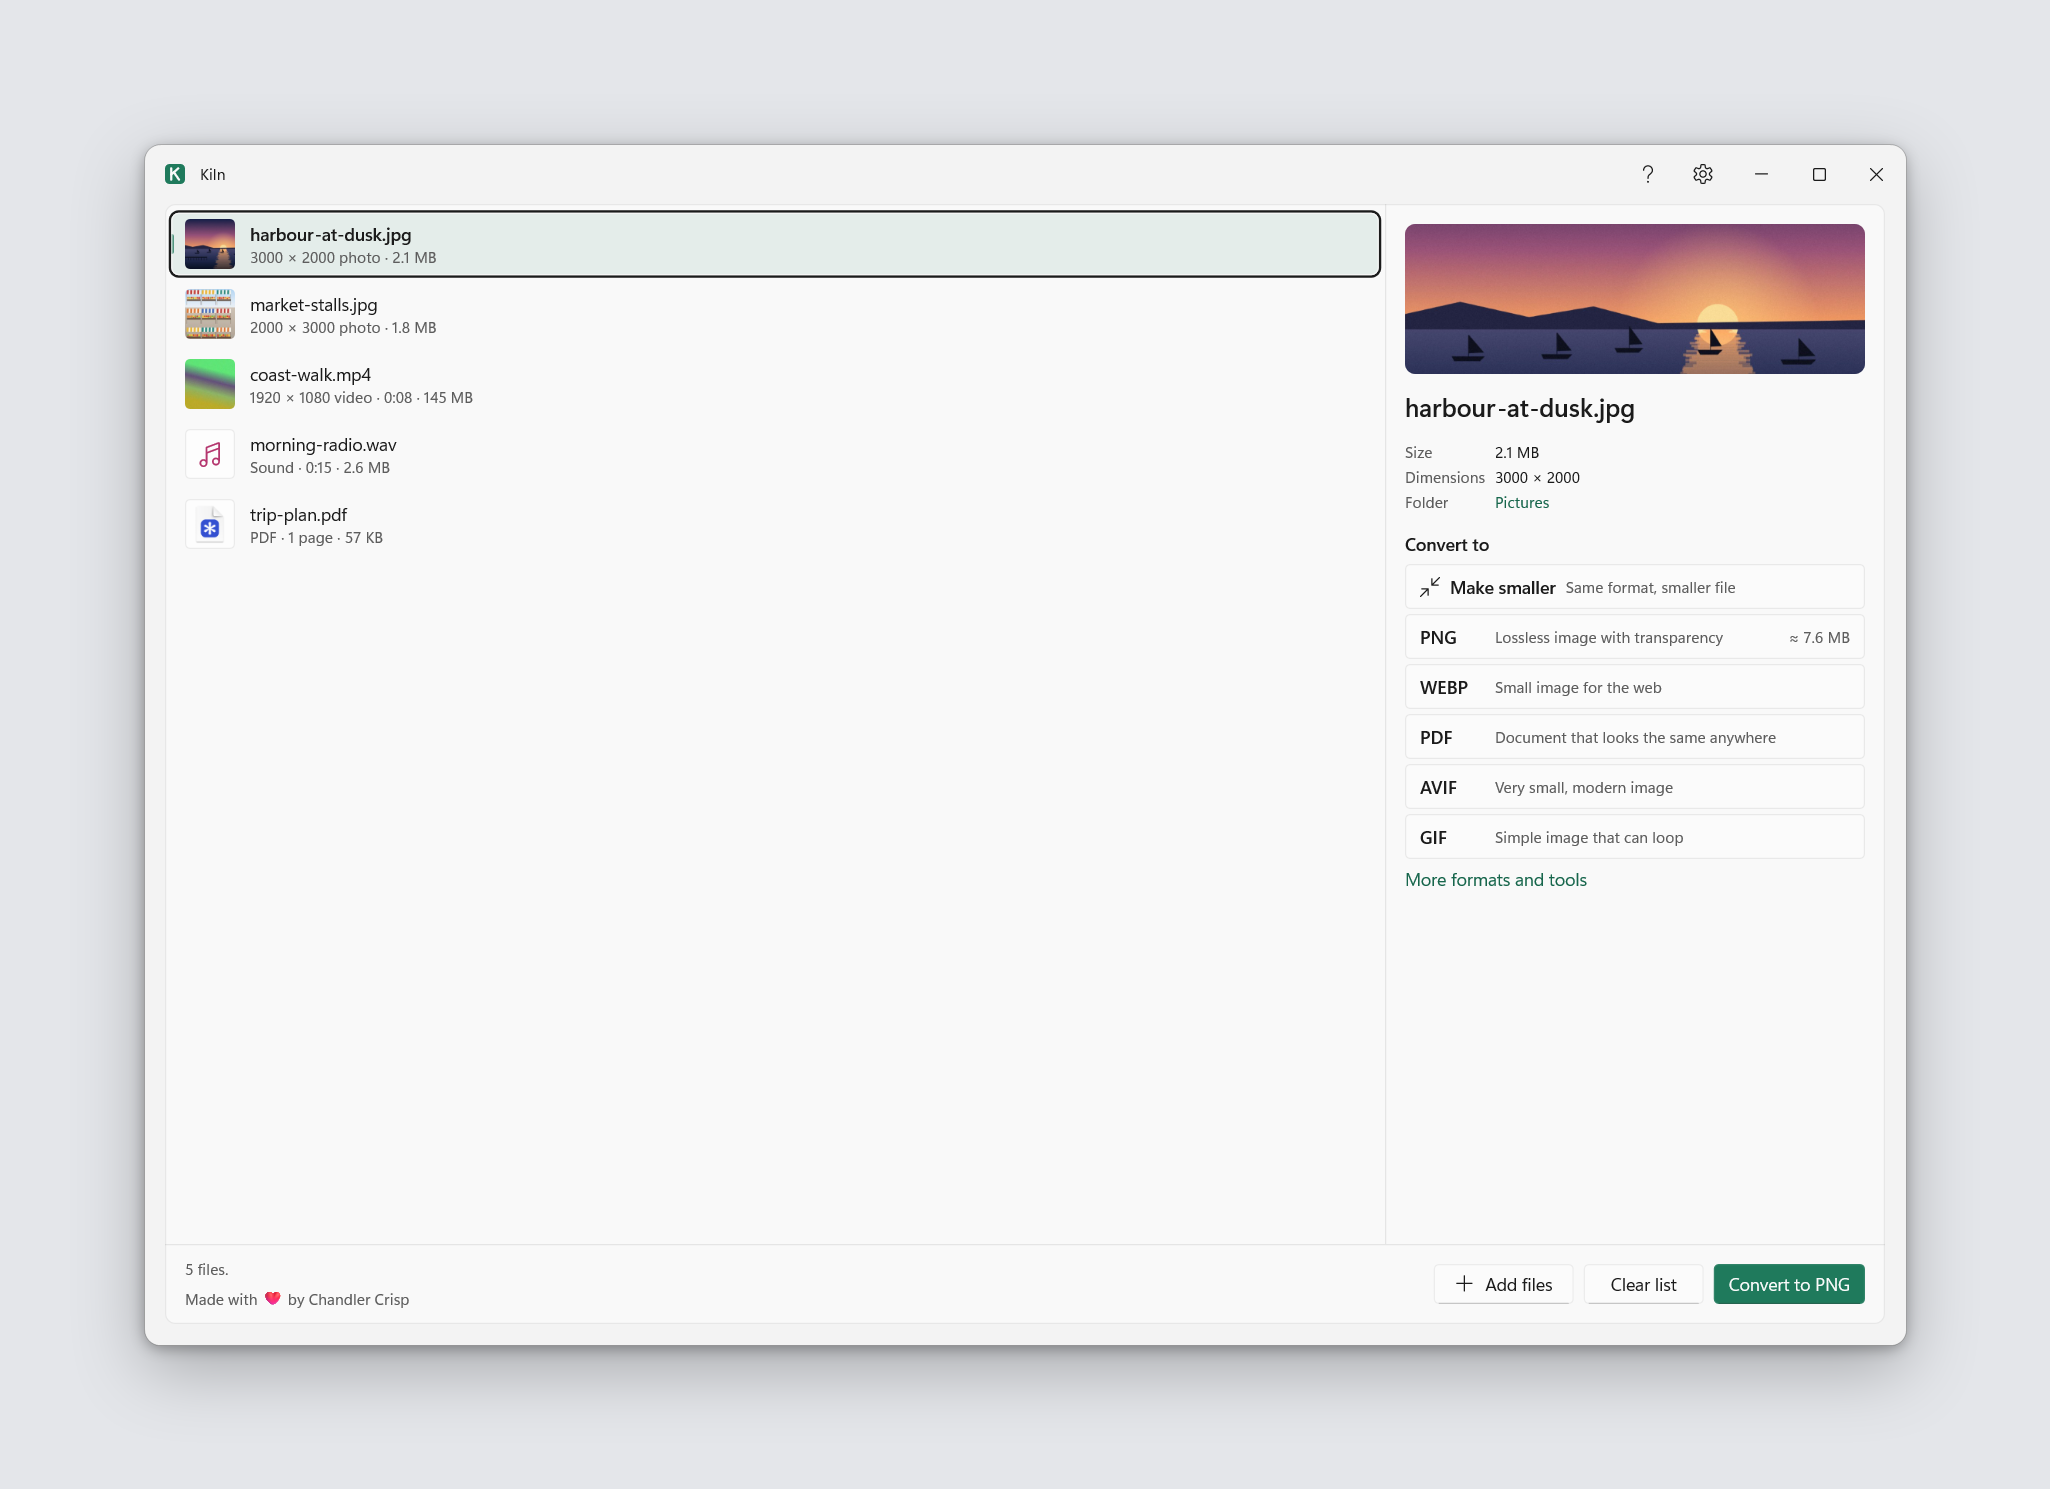 K Kiln
harbour-at-dusk.jpg
3000 × 2000 photo · 2.1 MB
market-stalls.jpg
2000 × 3000 photo · 1.8 MB
coast-walk.mp4
1920 × 1080 video · 0:08 · 145 MB
morning-radio.wav
Sound · 0:15 · 2.6 MB
trip-plan.pdf
PDF · 1 page · 57 KB
harbour-at-dusk.jpg
Size 2.1 MB
Dimensions 3000 × 2000
Folder Pictures
Convert to
Make smaller Same format, smaller file
PNG Lossless image with transparency ≈ 7.6 MB
WEBP Small image for the web
PDF Document that looks the same anywhere
AVIF Very small, modern image
GIF Simple image that can loop
More formats and tools
5 files.
Made with ❤ by Chandler Crisp
Add files
Clear list
Convert to PNG